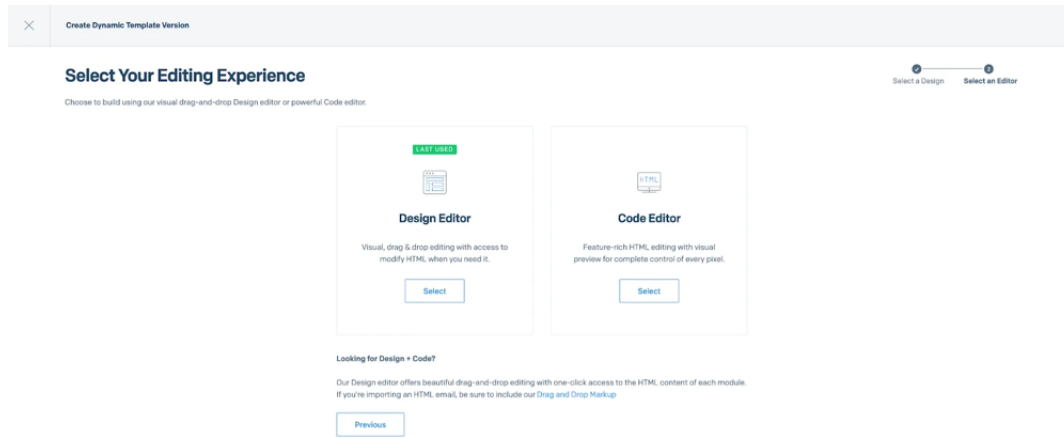 Create Dynamic Template Version
Select Your Editing Experience
Choose to build using our visual drag-and-drop Design editor or powerful Code editor.
Select a Design
2
Select an Editor
LAST USED
Design Editor
Visual, drag & drop editing with access to
modify HTML when you need it.
Select
HTML
Code Editor
Feature-rich HTML editing with visual
preview for complete control of every pixel.
Select
Looking for Design + Code?
Our Design editor offers beautiful drag-and-drop editing with one-click access to the HTML content of each module.
If you're importing an HTML email, be sure to include our Drag and Drop Markup
Previous